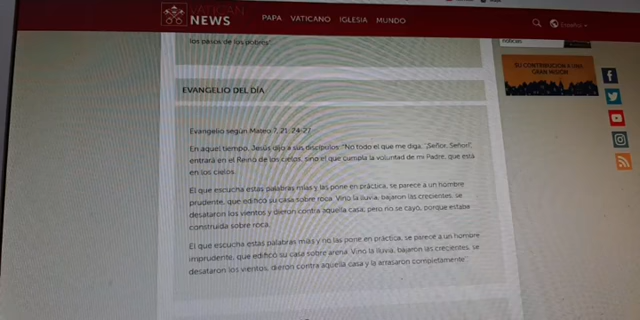 VATICAN
NEWS
PAPA VATICANO IGLESIA MUNDO
Español
los pasos de los pobres".
noticias
SU CONTRIBUCIÓN A UNA
GRAN MISIÓN
EVANGELIO DEL DÍA
Evangelio según Mateo 7, 21. 24-27
En aquel tiempo, Jesús dijo a sus discípulos: "No todo el que me diga, '¡Señor, Señor!',
entrará en el Reino de los cielos, sino el que cumpla la voluntad de mi Padre, que está
en los cielos.
El que escucha estas palabras mías y las pone en práctica, se parece a un hombre
prudente, que edificó su casa sobre roca. Vino la lluvia, bajaron las crecientes, se
desataron los vientos y dieron contra aquella casa; pero no se cayó, porque estaba
construida sobre roca.
El que escucha estas palabras mías y no las pone en práctica, se parece a un hombre
imprudente, que edificó su casa sobre arena. Vino la lluvia, bajaron las crecientes, se
desataron los vientos, dieron contra aquella casa y la arrasaron completamente".